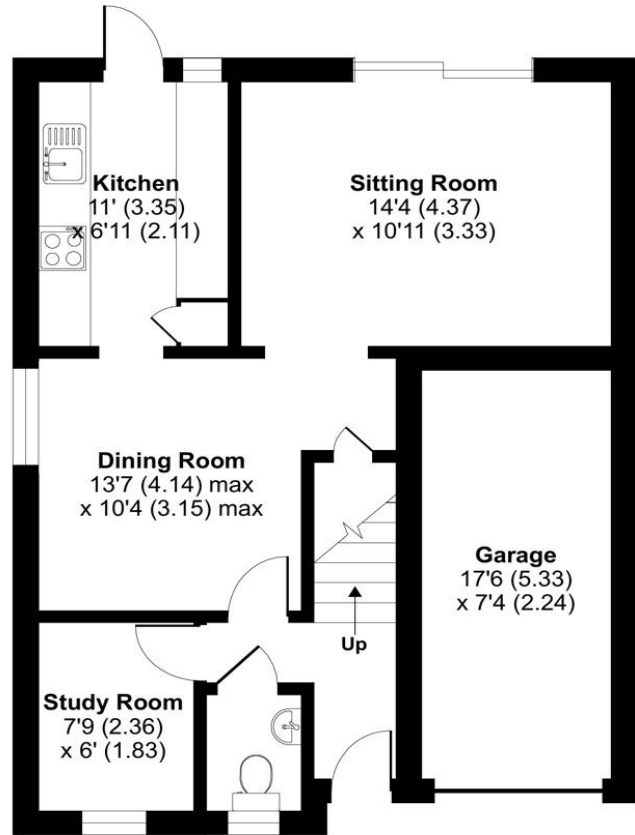 Kitchen
11' (3.35)
x 6'11 (2.11)
Sitting Room
14'4 (4.37)
x 10'11 (3.33)
Dining Room
13'7 (4.14) max
x 10'4 (3.15) max
Garage
17'6 (5.33)
x 7'4 (2.24)
Up
Study Room
7'9 (2.36)
x 6' (1.83)